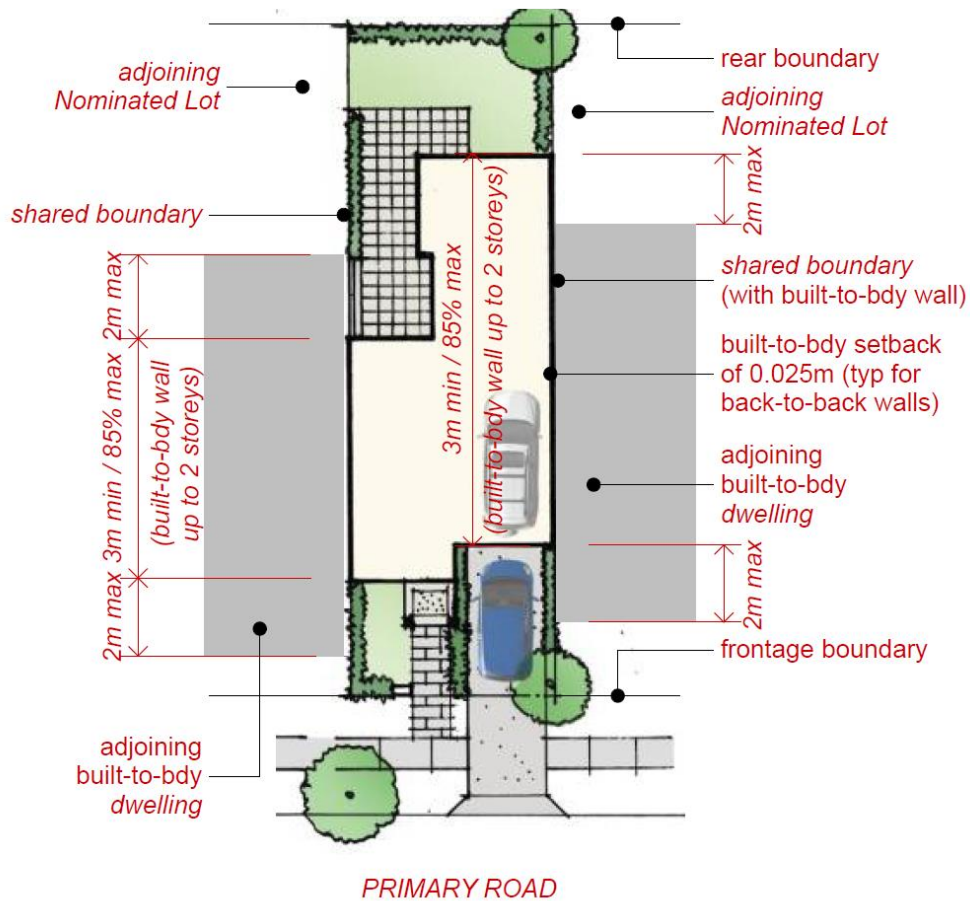 rear boundary
adjoining
Nominated Lot
adjoining
Nominated Lot
2m max
shared boundary
shared boundary
(with built-to-bdy wall)
2m max
3m min / 85% max
(built-to-bdy wall up to 2 storeys)
built-to-bdy setback
of 0.025m (typ for
back-to-back walls)
3m min / 85% max
(built-to-bdy wall
up to 2 storeys)
adjoining
built-to-bdy
dwelling
2m max
2m max
frontage boundary
adjoining
built-to-bdy
dwelling
PRIMARY ROAD